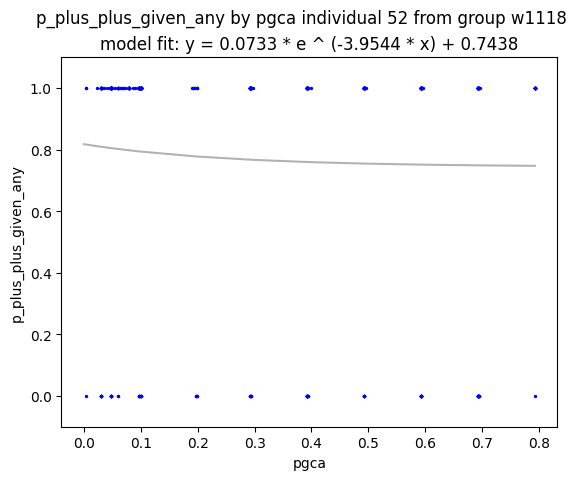 p_plus_plus_given_any by pgca individual 52 from group w1118
model fit: y = 0.0733 * e ^ (-3.9544 * x) + 0.7438
1.0
0.8
0.6
0.4
0.2
0.0
p_plus_plus_given_any
0.0 0.1 0.2 0.3 0.4 0.5 0.6 0.7 0.8
pgca